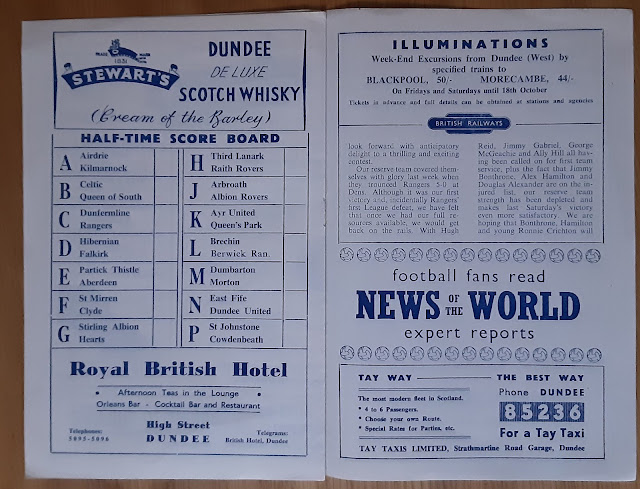 TRADE MARK
1831
STEWART'S
DUNDEE
DE LUXE
SCOTCH WHISKY
(Cream of the Barley)
HALF-TIME SCORE BOARD
A Airdrie
Kilmarnock
B Celtic
Queen of South
C Dunfermline
Rangers
D Hibernian
Falkirk
E Partick Thistle
Aberdeen
F St Mirren
Clyde
G Stirling Albion
Hearts
H Third Lanark
Raith Rovers
J Arbroath
Albion Rovers
K Ayr United
Queen's Park
L Brechin
Berwick Ran.
M Dumbarton
Morton
N East Fife
Dundee United
P St Johnstone
Cowdenbeath
Royal British Hotel
• Afternoon Teas in the Lounge •
Orleans Bar - Cocktail Bar and Restaurant
Telephones:
5095-5096
High Street
DUNDEE
Telegrams:
British Hotel, Dundee
ILLUMINATIONS
Week-End Excursions from Dundee (West) by
specified trains to
BLACKPOOL, 50/- MORECAMBE, 44/-
On Fridays and Saturdays until 18th October
Tickets in advance and full details can be obtained at stations and agencies
BRITISH RAILWAYS
look forward with anticipatory
delight to a thrilling and exciting
contest.
Our reserve team covered them-
selves with glory last week when
they trounced Rangers 5-0 at
Dens. Although it was our first
victory and, incidentally Rangers'
first League defeat, we have felt
that once we had our full re-
sources available, we would get
back on the rails. With Hugh
Reid, Jimmy Gabriel, George
McGeachie and Ally Hill all hav-
ing been called on for first team
service, plus the fact that Jimmy
Bonthrone, Alex Hamilton and
Douglas Alexander are on the in-
jured list, our reserve team
strength has been depleted and
makes last Saturday's victory
even more satisfactory. We are
hoping that Bonthrone, Hamilton
and young Ronnie Crichton will
football fans read
NEWS OF THE WORLD
expert reports
TAY WAY THE BEST WAY
The most modern fleet in Scotland.
* 4 to 6 Passengers.
* Choose your own Route.
* Special Rates for Parties, etc.
Phone DUNDEE
85236
For a Tay Taxi
TAY TAXIS LIMITED, Strathmartine Road Garage, Dundee